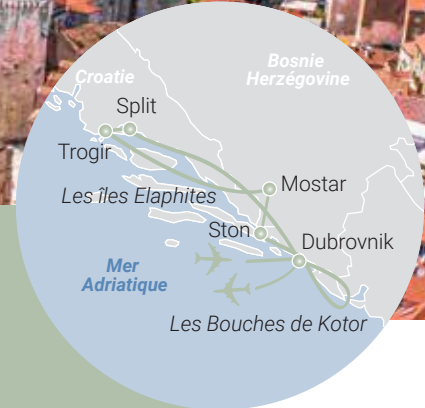 Bosnie
Herzégovine
Croatie
Split
Trogir
Mostar
Les îles Elaphites
Ston
Dubrovnik
Mer
Adriatique
Les Bouches de Kotor